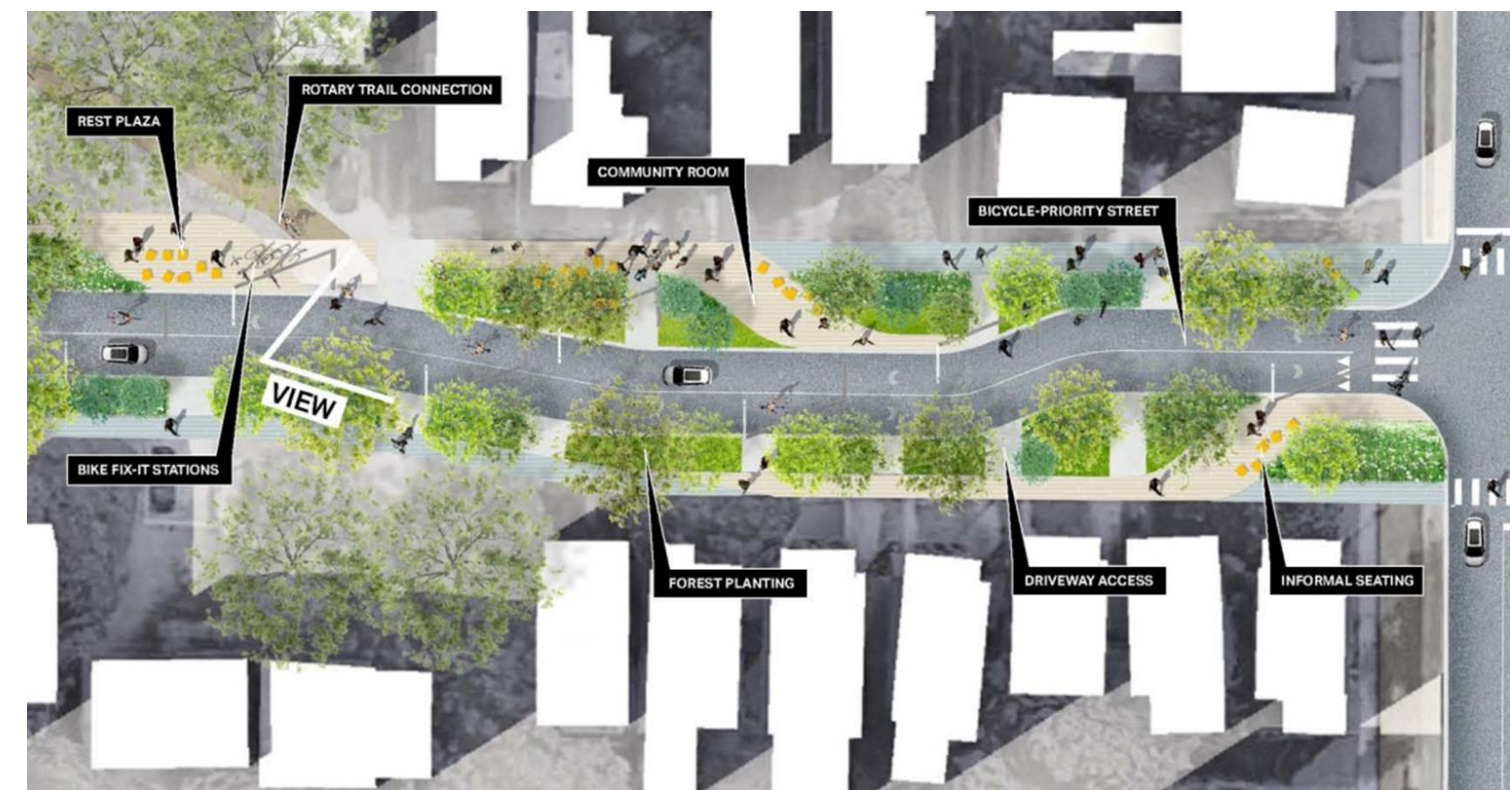 ROTARY TRAIL CONNECTION
REST PLAZA
COMMUNITY ROOM
BICYCLE-PRIORITY STREET
VIEW
BIKE FIX-IT STATIONS
FOREST PLANTING
DRIVEWAY ACCESS
INFORMAL SEATING